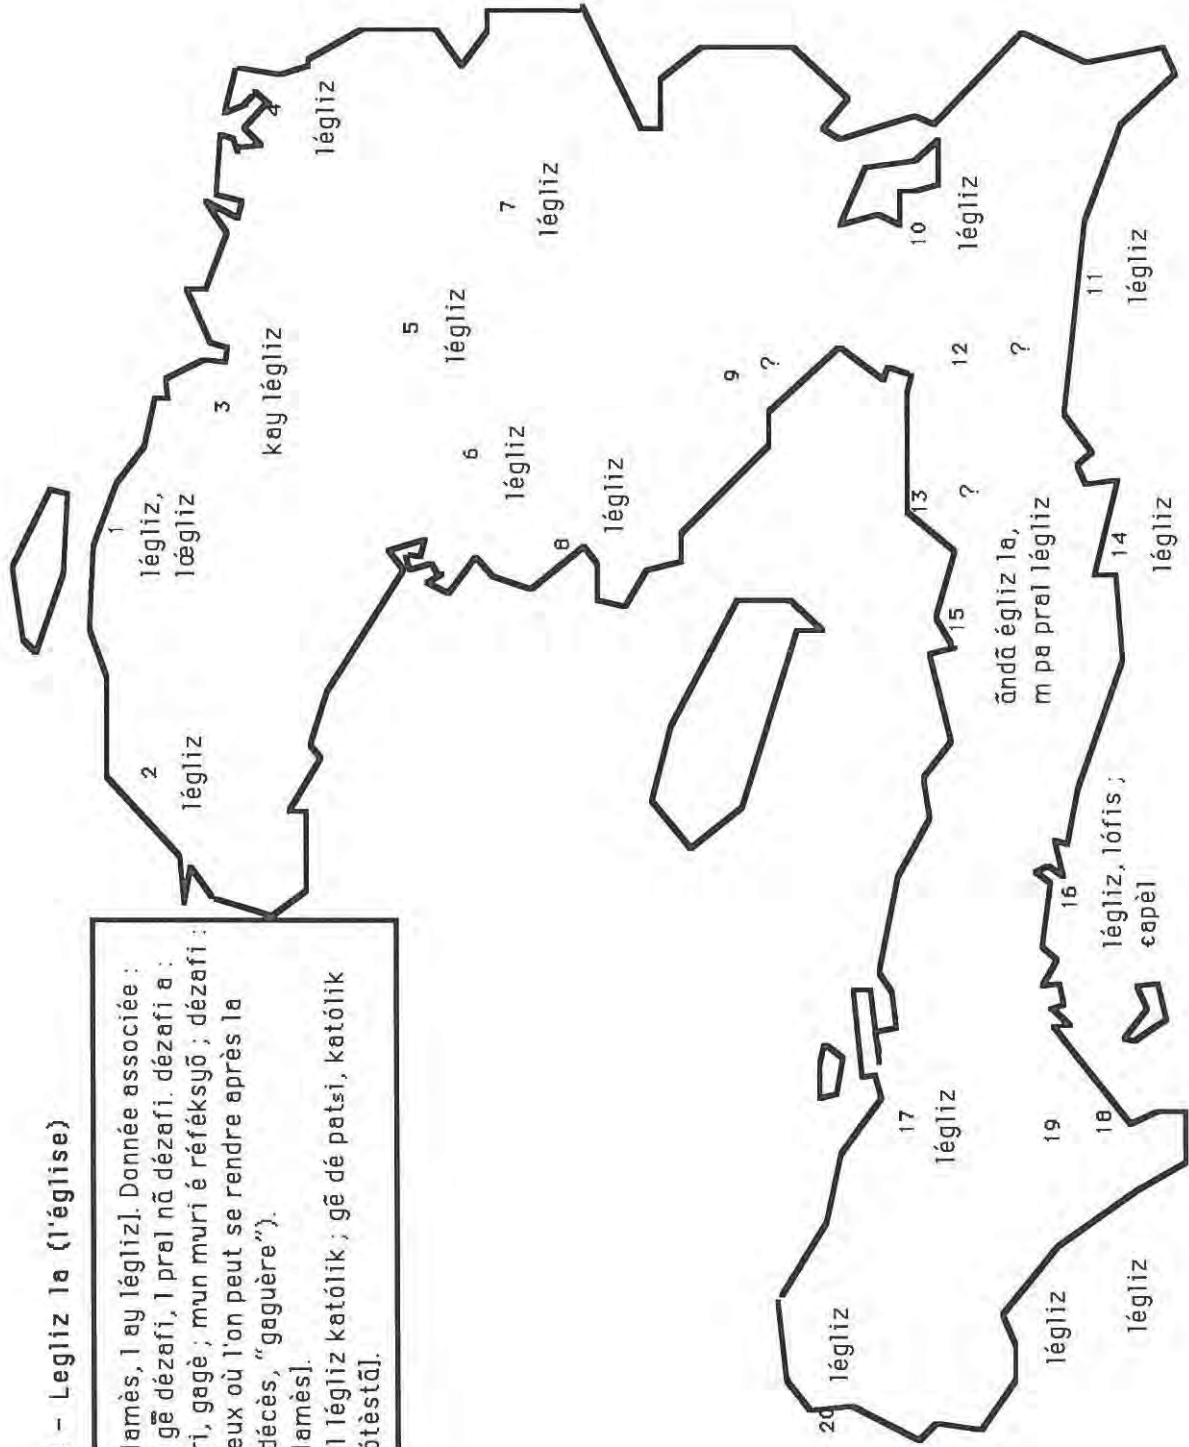 - Legliz la (l'église)
lamès, l ay légliz]. Donnée associée :
gẽ dézafi, l pral nã dézafi. dézafi a :
ri, gagè ; mun muri é réféksyõ ; dézafi :
eux où l'on peut se rendre après la
décès, "gaguère").
lamès].
l légliz katólik ; gẽ dé patsi, katólik
òtèstã].
1
légliz,
lœgliz
2
légliz
3
kay légliz
4
légliz
5
légliz
6
légliz
7
légliz
8
légliz
9
?
10
légliz
11
légliz
12
?
13
?
14
légliz
15
ãndã égliz la,
m pa pral légliz
16
légliz, lófis ;
єapèl
17
légliz
18
légliz
19
légliz
20
légliz